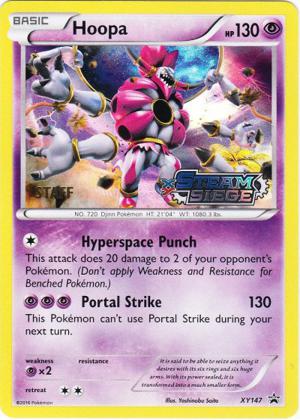 BASIC
Hoopa
HP 130
STAFF
XY
STEAM
SIEGE
NO. 720 Djinn Pokémon HT: 21'04" WT: 1080.3 lbs.
Hyperspace Punch
This attack does 20 damage to 2 of your opponent's
Pokémon. (Don't apply Weakness and Resistance for
Benched Pokémon.)
Portal Strike 130
This Pokémon can't use Portal Strike during your
next turn.
weakness
resistance
×2
retreat
It is said to be able to seize anything it
desires with its six rings and six huge
arms. With its power sealed, it is
transformed into a much smaller form.
Illus. Yoshinobu Saito
©2016 Pokémon
XY147
PROMO